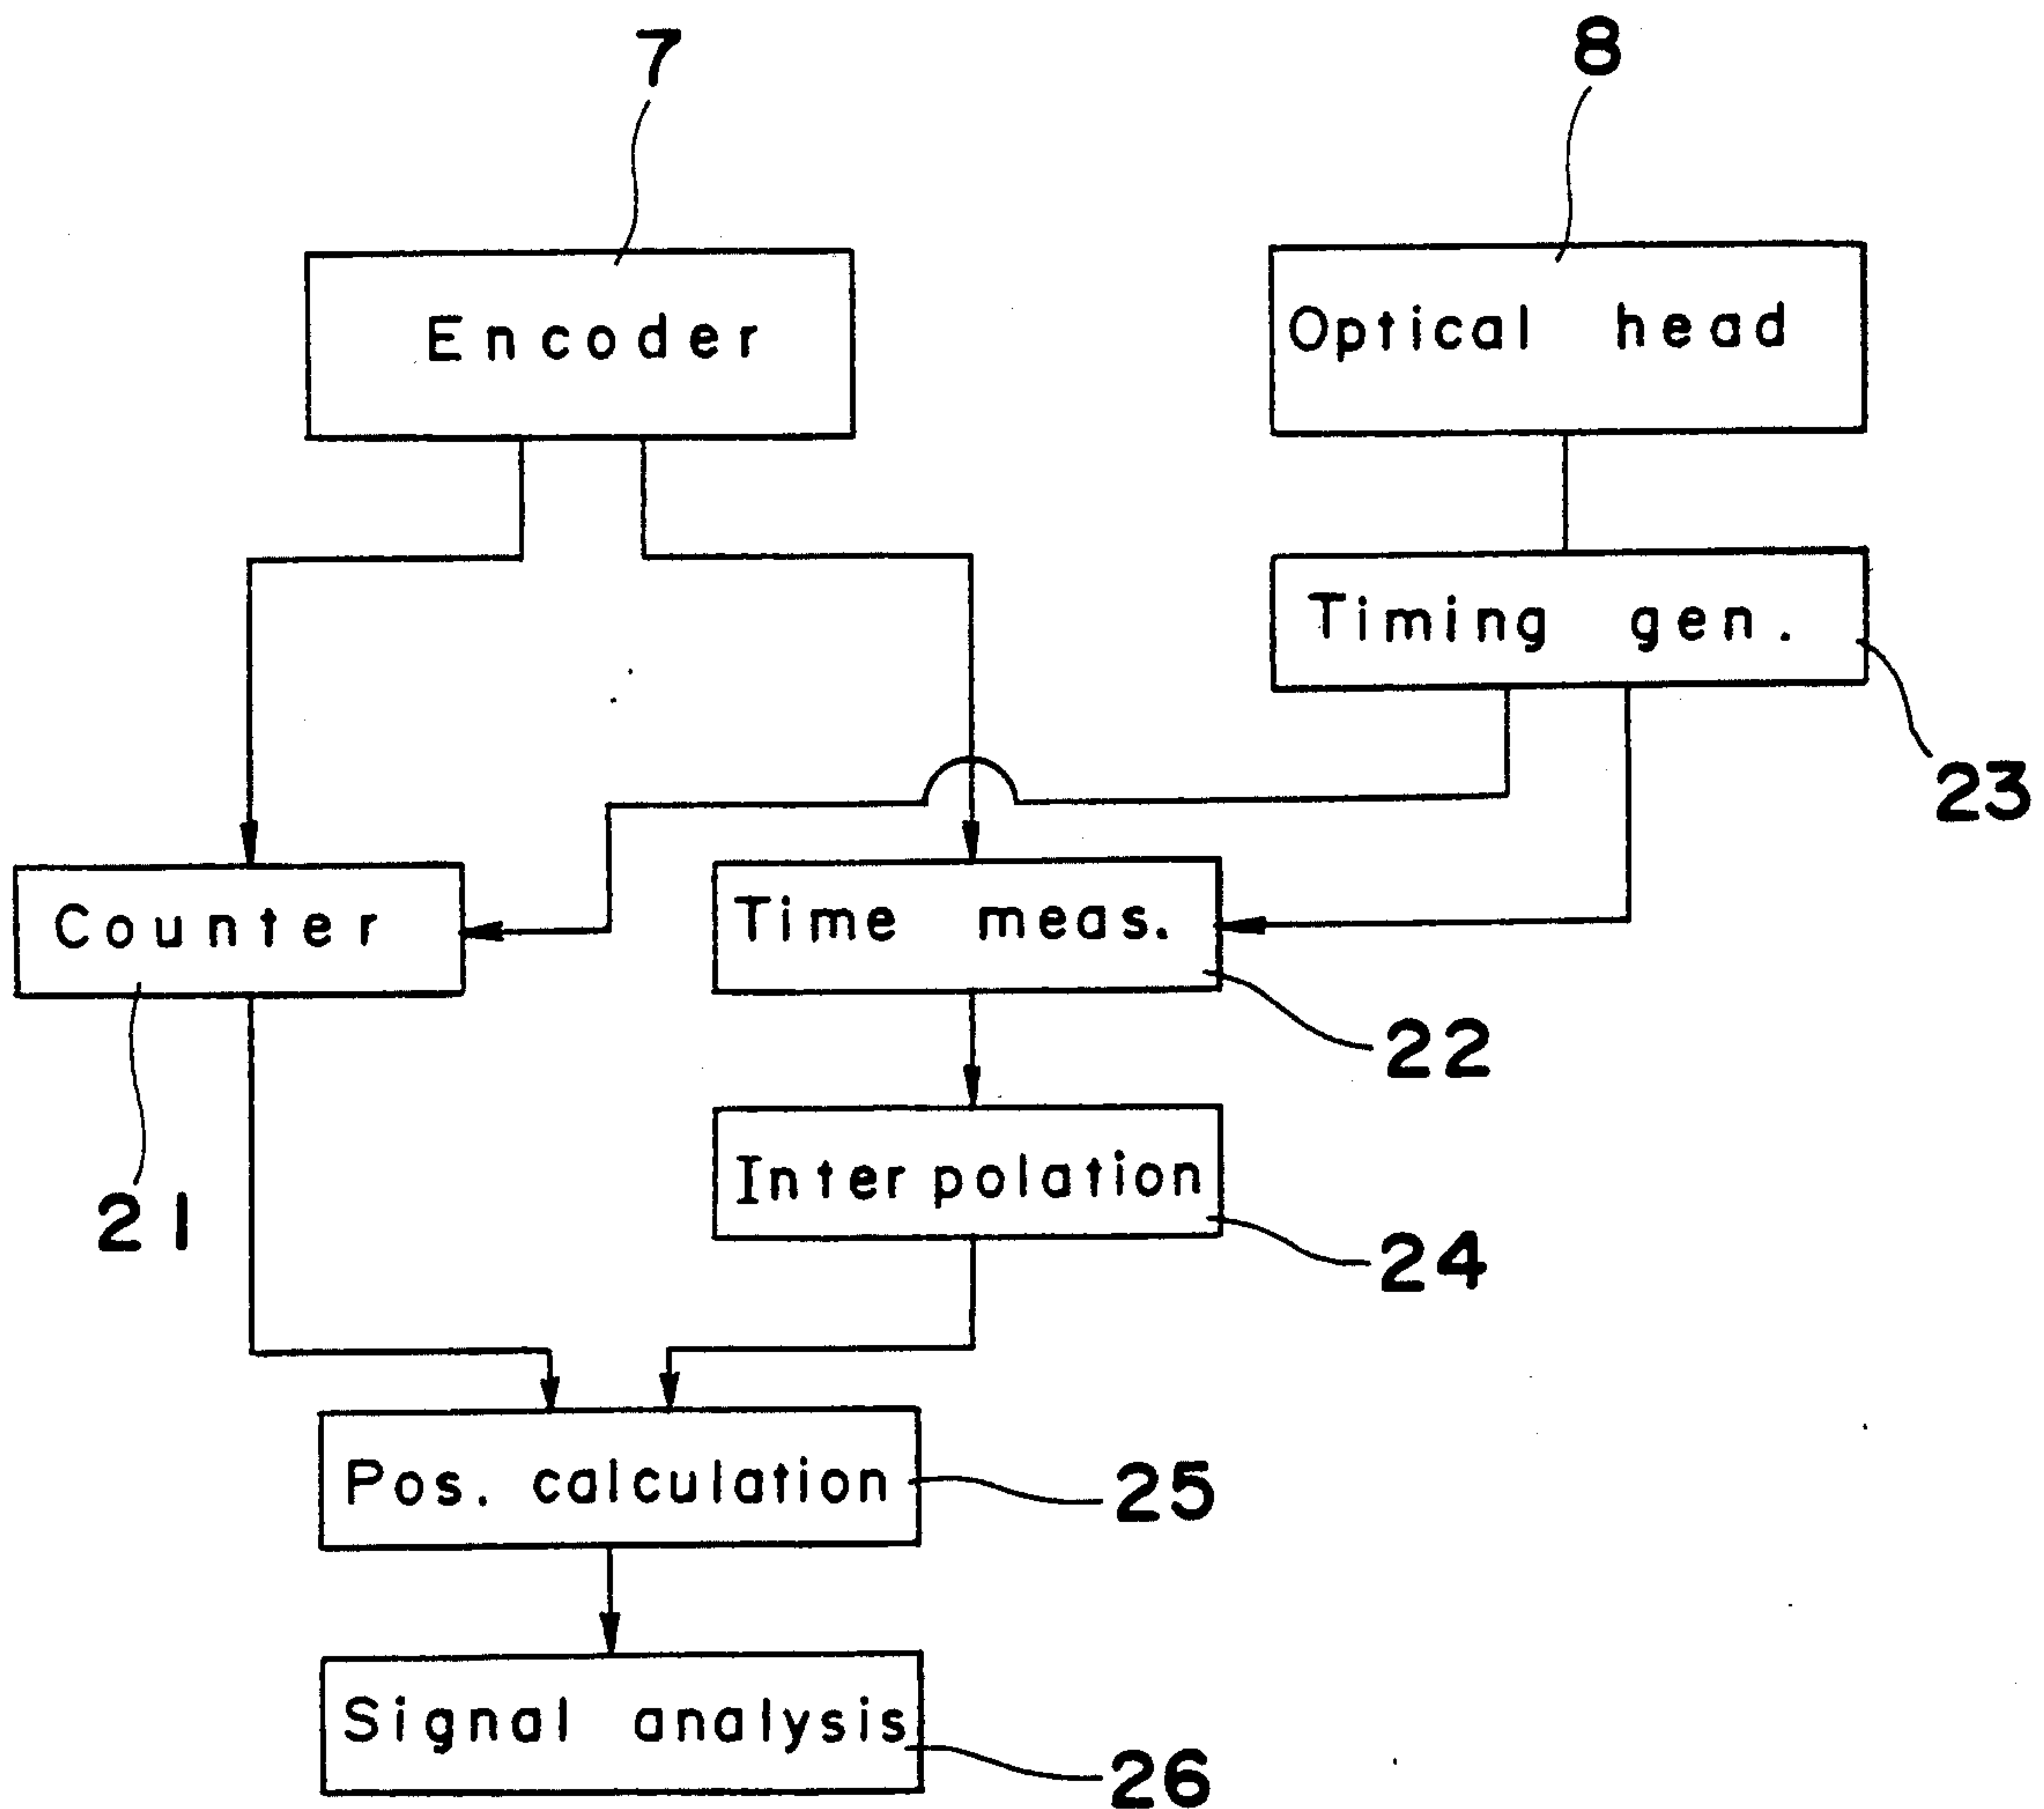 7
8
Encoder
Optical head
Timing gen.
23
Counter
Time meas.
22
21
Interpolation
24
Pos. calculation
25
Signal analysis
26